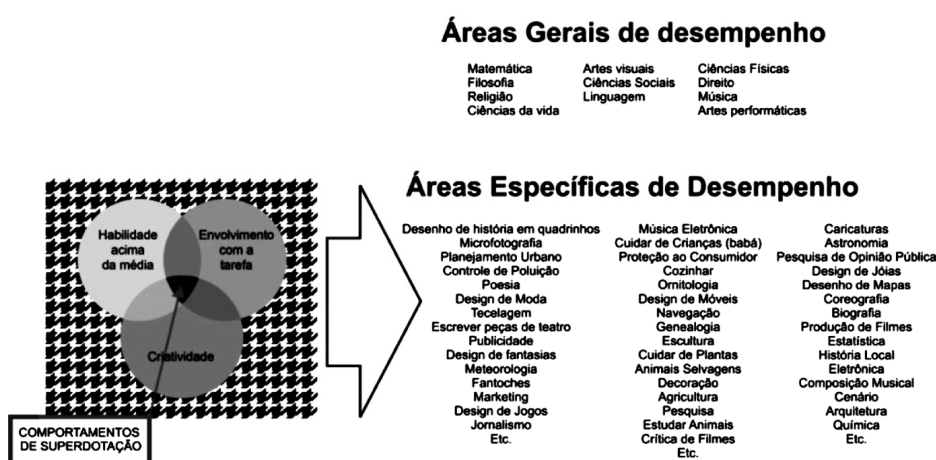 Áreas Gerais de desempenho
Matemática
Filosofia
Religião
Ciências da vida
Artes visuais
Ciências Sociais
Linguagem
Ciências Físicas
Direito
Música
Artes performáticas
Habilidade
acima
da média
Envolvimento
com a
tarefa
Criatividade
COMPORTAMENTOS
DE SUPERDOTAÇÃO
Áreas Específicas de Desempenho
Desenho de história em quadrinhos
Microfotografia
Planejamento Urbano
Controle de Poluição
Poesia
Design de Moda
Tecelagem
Escrever peças de teatro
Publicidade
Design de fantasias
Meteorologia
Fantoches
Marketing
Design de Jogos
Jornalismo
Etc.
Música Eletrônica
Cuidar de Crianças (babá)
Proteção ao Consumidor
Cozinhar
Ornitologia
Design de Móveis
Navegação
Genealogia
Escultura
Cuidar de Plantas
Animais Selvagens
Decoração
Agricultura
Pesquisa
Estudar Animais
Crítica de Filmes
Etc.
Caricaturas
Astronomia
Pesquisa de Opinião Pública
Design de Jóias
Desenho de Mapas
Coreografia
Biografia
Produção de Filmes
Estatística
História Local
Eletrônica
Composição Musical
Cenário
Arquitetura
Química
Etc.